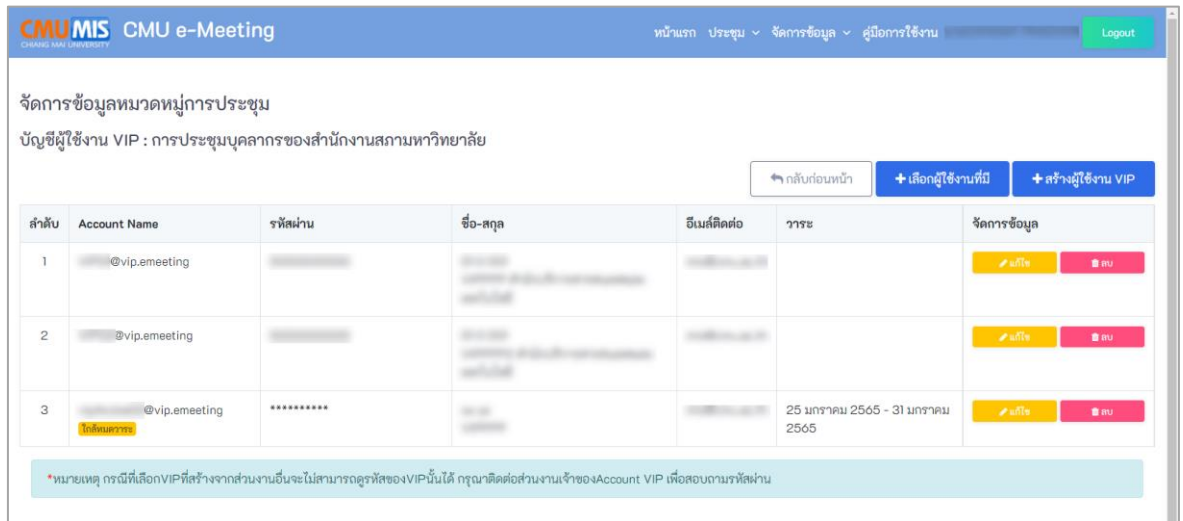 CMU MIS CMU e-Meeting หน้าแรก ประชุม จัดการข้อมูล คู่มือการใช้งาน Logout
CHIANG MAI UNIVERSITY
จัดการข้อมูลหมวดหมู่การประชุม
บัญชีผู้ใช้งาน VIP : การประชุมบุคลากรของสำนักงานสภามหาวิทยาลัย
กลับก่อนหน้า +เลือกผู้ใช้งานที่มี +สร้างผู้ใช้งาน VIP
ลำดับ Account Name รหัสผ่าน ชื่อ-สกุล อีเมล์ติดต่อ วาระ จัดการข้อมูล
1 @vip.emeeting แก้ไข ลบ
2 @vip.emeeting แก้ไข ลบ
3 @vip.emeeting ********** 25 มกราคม 2565 - 31 มกราคม แก้ไข ลบ
ใกล้หมดวาระ 2565
*หมายเหตุ กรณีที่เลือกVIPที่สร้างจากส่วนงานอื่นจะไม่สามารถดูรหัสของVIPนั้นได้ กรุณาติดต่อส่วนงานเจ้าของAccount VIP เพื่อสอบถามรหัสผ่าน